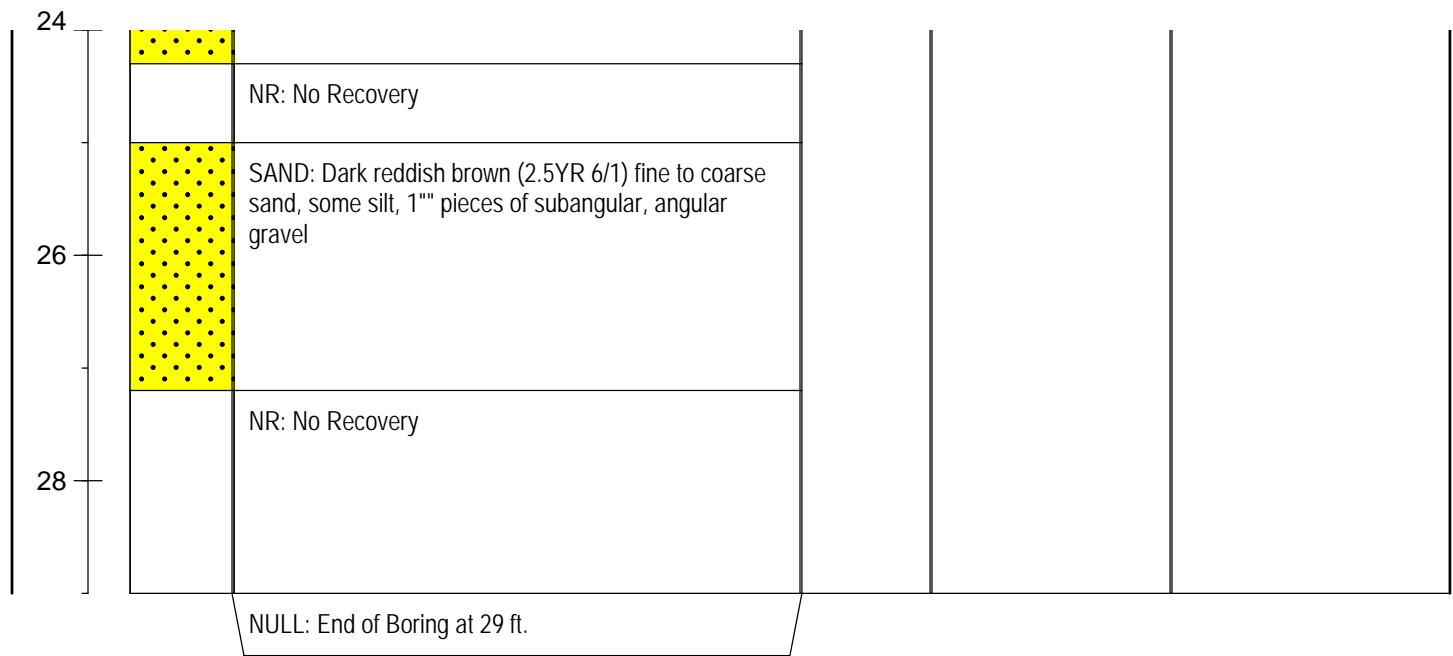 24
NR: No Recovery
SAND: Dark reddish brown (2.5YR 6/1) fine to coarse
sand, some silt, 1"" pieces of subangular, angular
gravel
26
NR: No Recovery
28
NULL: End of Boring at 29 ft.